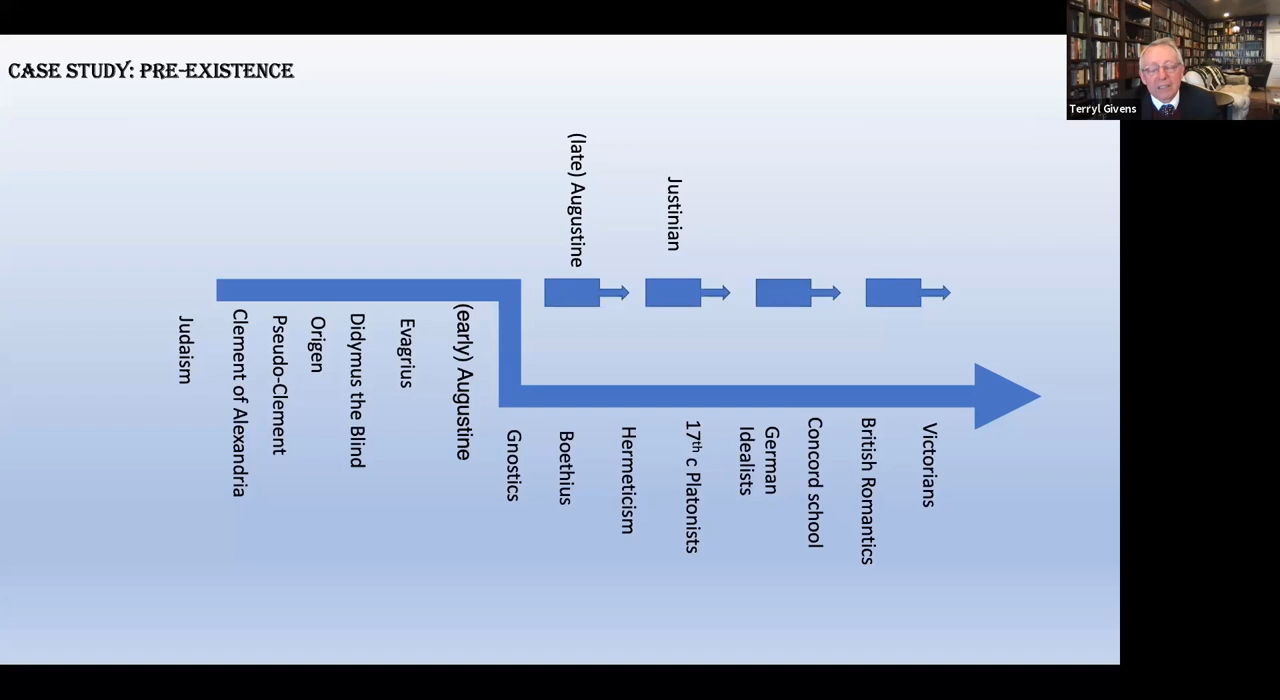 CASE STUDY: PRE-EXISTENCE
Terryl Givens
(late) Augustine
Justinian
Judaism
Clement of Alexandria
Pseudo-Clement
Origen
Didymus the Blind
Evagrius
(early) Augustine
Gnostics
Boethius
Hermeticism
17th c Platonists
German
Idealists
Concord school
British Romantics
Victorians